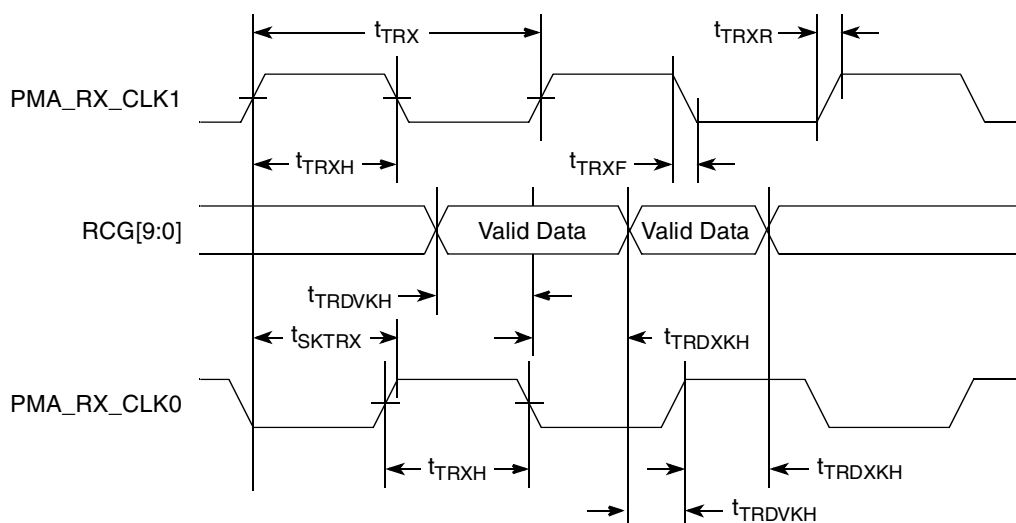 tTRX
tTRXR
PMA_RX_CLK1
tTRXH
tTRXF
RCG[9:0]
Valid Data
Valid Data
tTRDVKH
tSKTRX
tTRDXKH
PMA_RX_CLK0
tTRXH
tTRDXKH
tTRDVKH